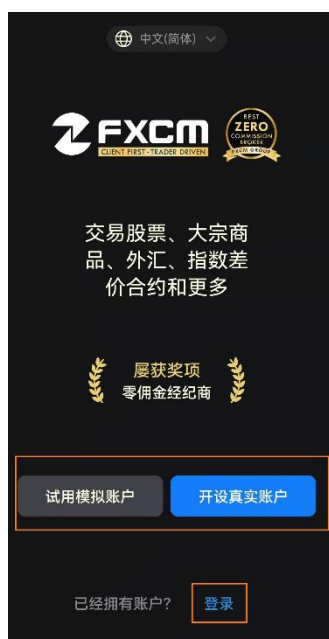 中文(简体)
FXCM
CLIENT FIRST-TRADER DRIVEN
BEST
ZERO
COMMISSION
BROKER
FXCM GROUP
交易股票、大宗商
品、外汇、指数差
价合约和更多
屡获奖项
零佣金经纪商
试用模拟账户
开设真实账户
已经拥有账户?
登录